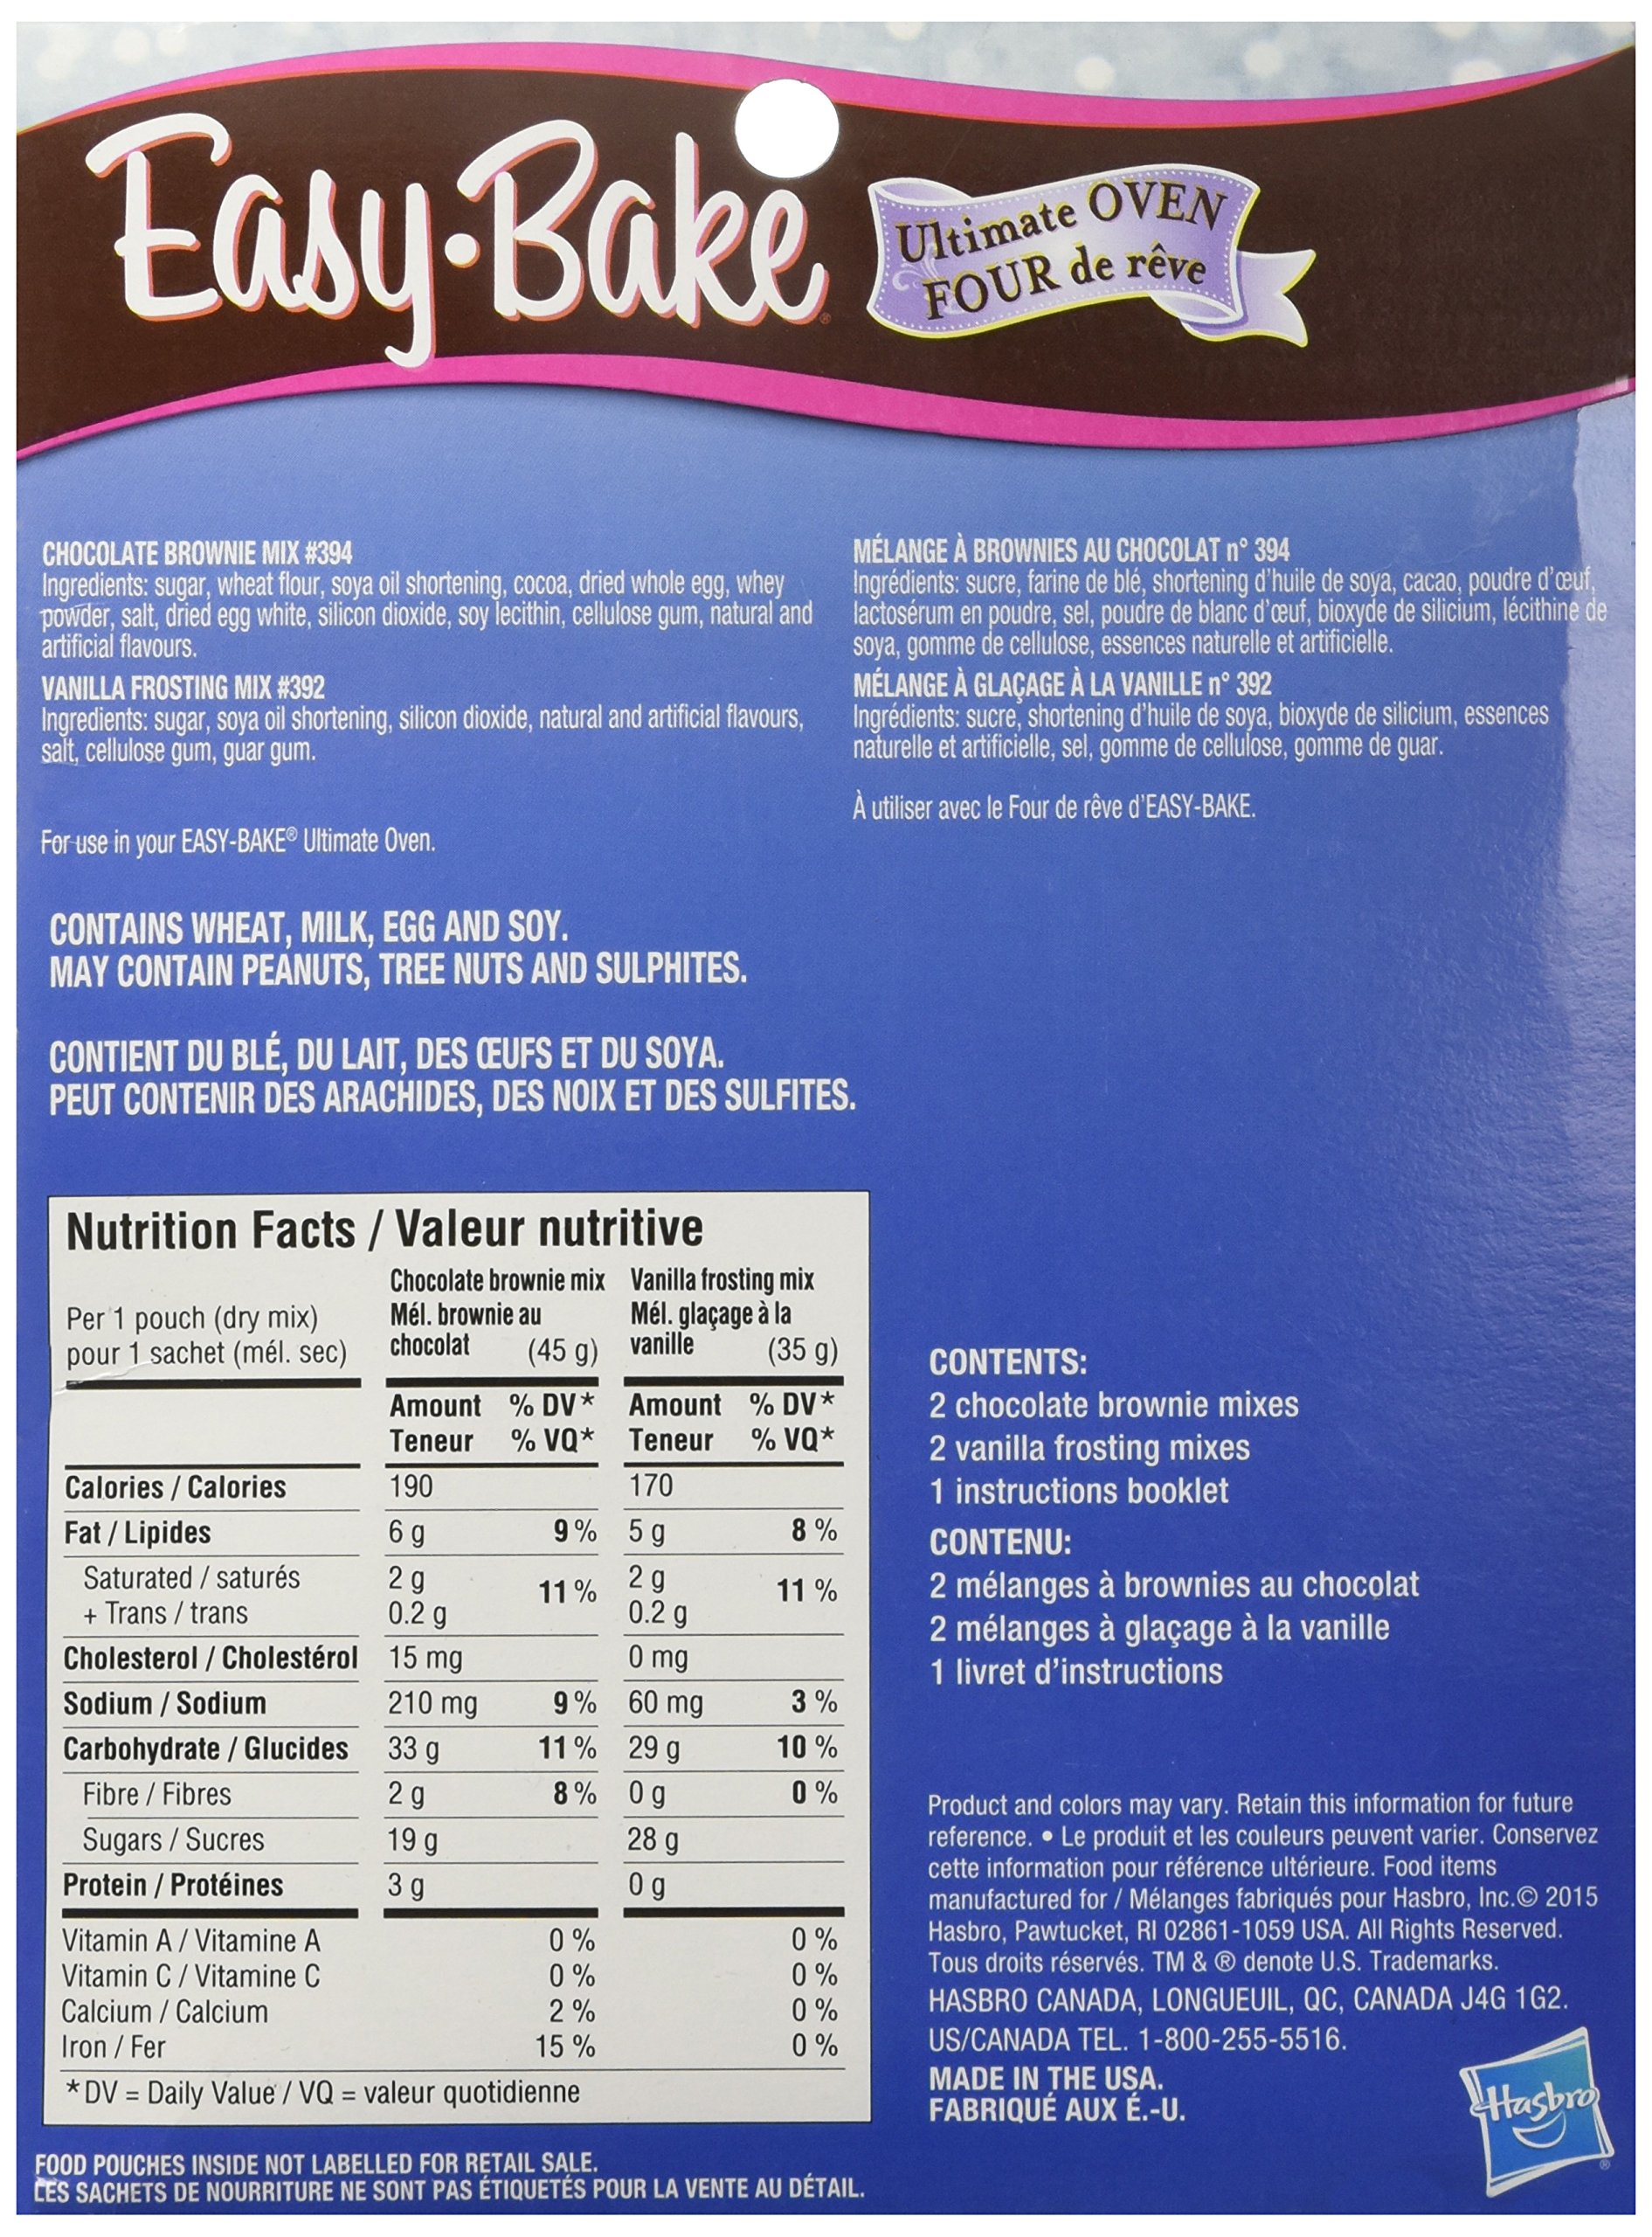 Easy·Bake®
Ultimate OVEN
FOUR de rêve
CHOCOLATE BROWNIE MIX #394
Ingredients: sugar, wheat flour, soya oil shortening, cocoa, dried whole egg, whey
powder, salt, dried egg white, silicon dioxide, soy lecithin, cellulose gum, natural and
artificial flavours.
VANILLA FROSTING MIX #392
Ingredients: sugar, soya oil shortening, silicon dioxide, natural and artificial flavours,
salt, cellulose gum, guar gum.
For use in your EASY-BAKE® Ultimate Oven.
MÉLANGE À BROWNIES AU CHOCOLAT n° 394
Ingrédients: sucre, farine de blé, shortening d'huile de soya, cacao, poudre d'œuf,
lactosérum en poudre, sel, poudre de blanc d'œuf, bioxyde de silicium, lécithine de
soya, gomme de cellulose, essences naturelle et artificielle.
MÉLANGE À GLAÇAGE À LA VANILLE n° 392
Ingrédients: sucre, shortening d'huile de soya, bioxyde de silicium, essences
naturelle et artificielle, sel, gomme de cellulose, gomme de guar.
À utiliser avec le Four de rêve d'EASY-BAKE.
CONTAINS WHEAT, MILK, EGG AND SOY.
MAY CONTAIN PEANUTS, TREE NUTS AND SULPHITES.
CONTIENT DU BLÉ, DU LAIT, DES ŒUFS ET DU SOYA.
PEUT CONTENIR DES ARACHIDES, DES NOIX ET DES SULFITES.
Nutrition Facts / Valeur nutritive
Chocolate brownie mix Vanilla frosting mix
Per 1 pouch (dry mix) Mél. brownie au Mél. glaçage à la
pour 1 sachet (mél. sec) chocolat (45 g) vanille (35 g)
Amount % DV* Amount % DV*
Teneur % VQ* Teneur % VQ*
Calories / Calories 190 170
Fat / Lipides 6 g 9 % 5 g 8 %
Saturated / saturés 2 g 11 % 2 g 11 %
+ Trans / trans 0.2 g 0.2 g
Cholesterol / Cholestérol 15 mg 0 mg
Sodium / Sodium 210 mg 9 % 60 mg 3 %
Carbohydrate / Glucides 33 g 11 % 29 g 10 %
Fibre / Fibres 2 g 8 % 0 g 0 %
Sugars / Sucres 19 g 28 g
Protein / Protéines 3 g 0 g
Vitamin A / Vitamine A 0 % 0 %
Vitamin C / Vitamine C 0 % 0 %
Calcium / Calcium 2 % 0 %
Iron / Fer 15 % 0 %
* DV = Daily Value / VQ = valeur quotidienne
FOOD POUCHES INSIDE NOT LABELLED FOR RETAIL SALE.
LES SACHETS DE NOURRITURE NE SONT PAS ÉTIQUETÉS POUR LA VENTE AU DÉTAIL.
CONTENTS:
2 chocolate brownie mixes
2 vanilla frosting mixes
1 instructions booklet
CONTENU:
2 mélanges à brownies au chocolat
2 mélanges à glaçage à la vanille
1 livret d'instructions
Product and colors may vary. Retain this information for future
reference. • Le produit et les couleurs peuvent varier. Conservez
cette information pour référence ultérieure. Food items
manufactured for / Mélanges fabriqués pour Hasbro, Inc.© 2015
Hasbro, Pawtucket, RI 02861-1059 USA. All Rights Reserved.
Tous droits réservés. TM & ® denote U.S. Trademarks.
HASBRO CANADA, LONGUEUIL, QC, CANADA J4G 1G2.
US/CANADA TEL. 1-800-255-5516.
MADE IN THE USA.
FABRIQUÉ AUX É.-U.
Hasbro®